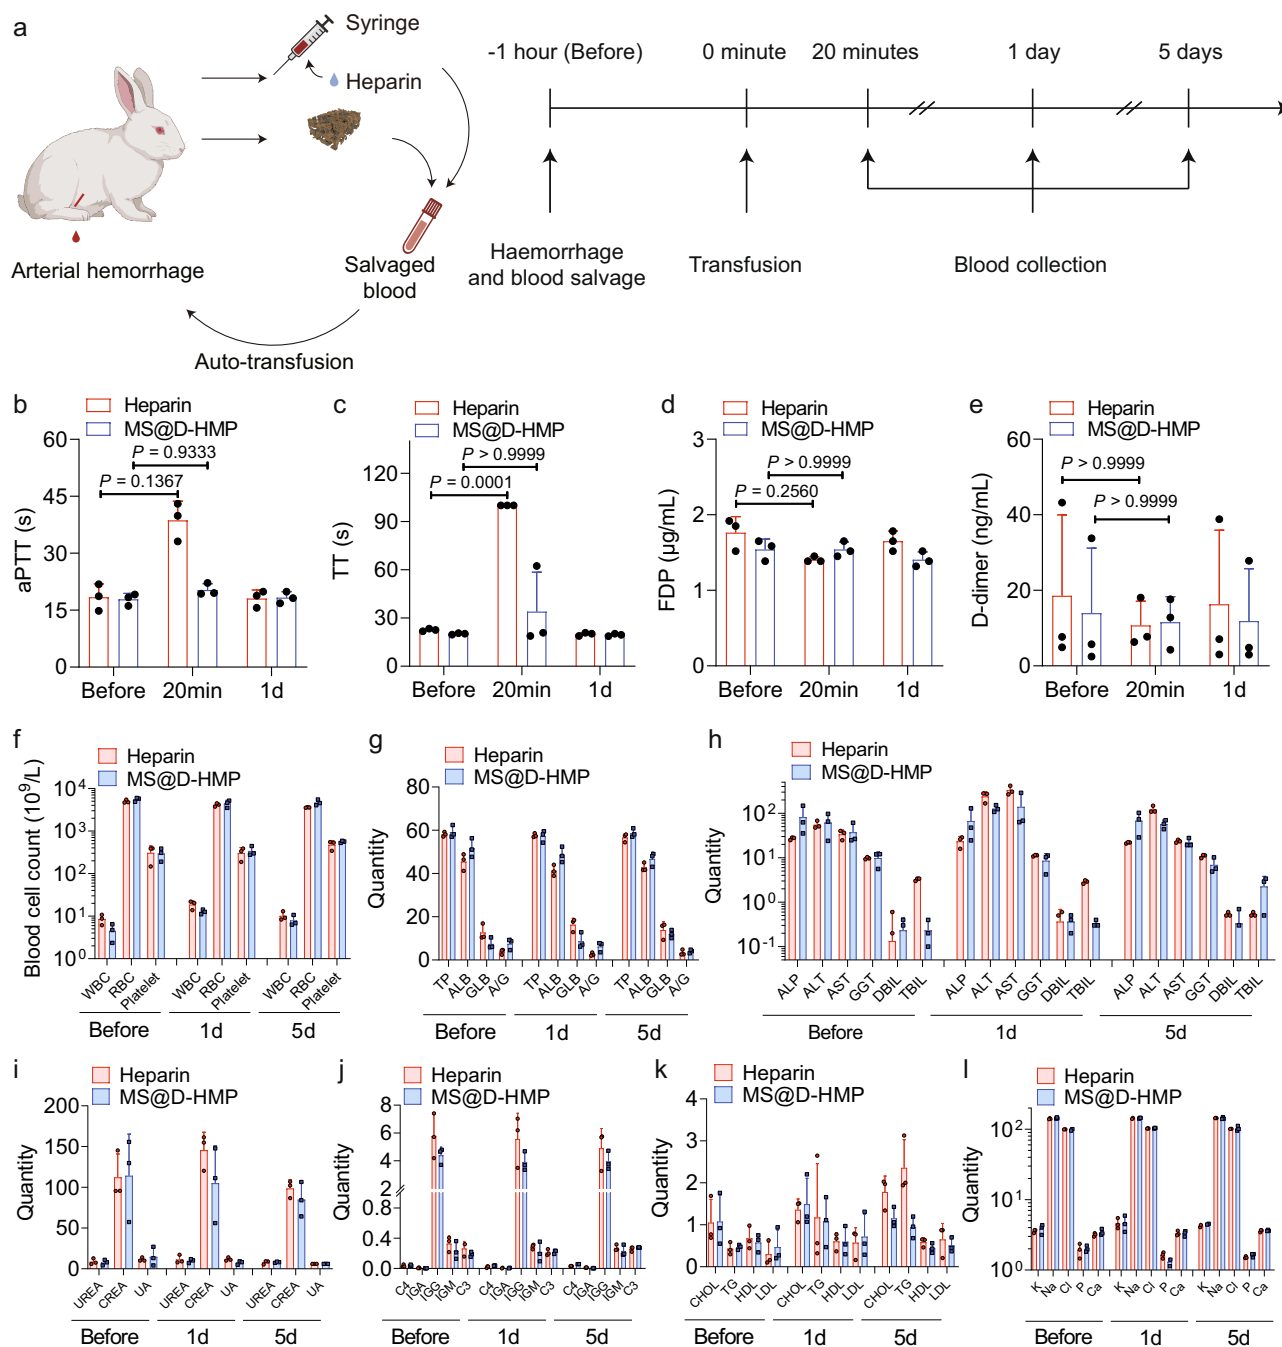 a
Syringe
Heparin
Arterial hemorrhage
Salvaged
blood
Auto-transfusion
-1 hour (Before) 0 minute 20 minutes 1 day 5 days
Haemorrhage
and blood salvage
Transfusion
Blood collection
b
Heparin
MS@D-HMP
aPTT (s)
60
45
30
15
0
P = 0.9333
P = 0.1367
Before 20min 1d
c
Heparin
MS@D-HMP
TT (s)
120
90
60
30
0
P > 0.9999
P = 0.0001
Before 20min 1d
d
Heparin
MS@D-HMP
FDP (µg/mL)
3
2
1
0
P > 0.9999
P = 0.2560
Before 20min 1d
e
Heparin
MS@D-HMP
D-dimer (ng/mL)
60
40
20
0
P > 0.9999
P > 0.9999
Before 20min 1d
f
Heparin
MS@D-HMP
Blood cell count (10⁹/L)
10⁴
10³
10²
10¹
10⁰
WBC RBC Platelet WBC RBC Platelet WBC RBC Platelet
Before 1d 5d
g
Heparin
MS@D-HMP
Quantity
80
60
40
20
0
TP ALB GLB A/G TP ALB GLB A/G TP ALB GLB A/G
Before 1d 5d
h
Heparin
MS@D-HMP
Quantity
10²
10¹
10⁰
10⁻¹
ALP ALT AST GGT DBIL TBIL ALP ALT AST GGT DBIL TBIL ALP ALT AST GGT DBIL TBIL
Before 1d 5d
i
Heparin
MS@D-HMP
Quantity
200
150
100
50
0
UREA CREA UA UREA CREA UA UREA CREA UA
Before 1d 5d
j
Heparin
MS@D-HMP
Quantity
8
6
4
2
0.8
0.4
0.0
C4 IGA IGG IGM C3 C4 IGA IGG IGM C3 C4 IGA IGG IGM C3
Before 1d 5d
k
Heparin
MS@D-HMP
Quantity
4
3
2
1
0
CHOL TG HDL LDL CHOL TG HDL LDL CHOL TG HDL LDL
Before 1d 5d
l
Heparin
MS@D-HMP
Quantity
10²
10¹
10⁰
K Na Cl P Ca K Na Cl P Ca K Na Cl P Ca
Before 1d 5d